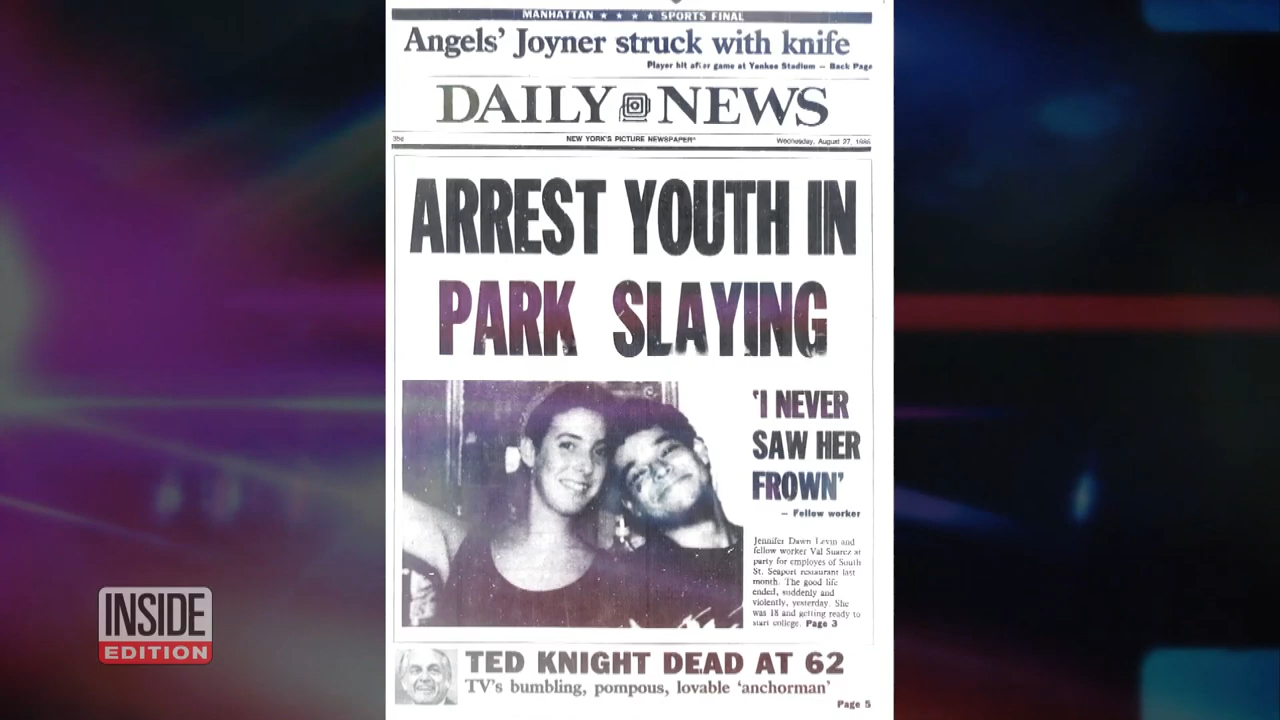 MANHATTAN ★ ★ ★ ★ SPORTS FINAL
Angels' Joyner struck with knife
Player hit after game at Yankee Stadium – Back Page
DAILY NEWS
35¢
NEW YORK'S PICTURE NEWSPAPER®
Wednesday, August 27, 1986
ARREST YOUTH IN
PARK SLAYING
'I NEVER
SAW HER
FROWN'
– Fellow worker
Jennifer Dawn Levin and
fellow worker Val Suarez at
party for employes of South
St. Seaport restaurant last
month. The good life
ended, suddenly and
violently, yesterday. She
was 18 and getting ready to
start college. Page 3
TED KNIGHT DEAD AT 62
TV's bumbling, pompous, lovable 'anchorman'
Page 5
INSIDE
EDITION